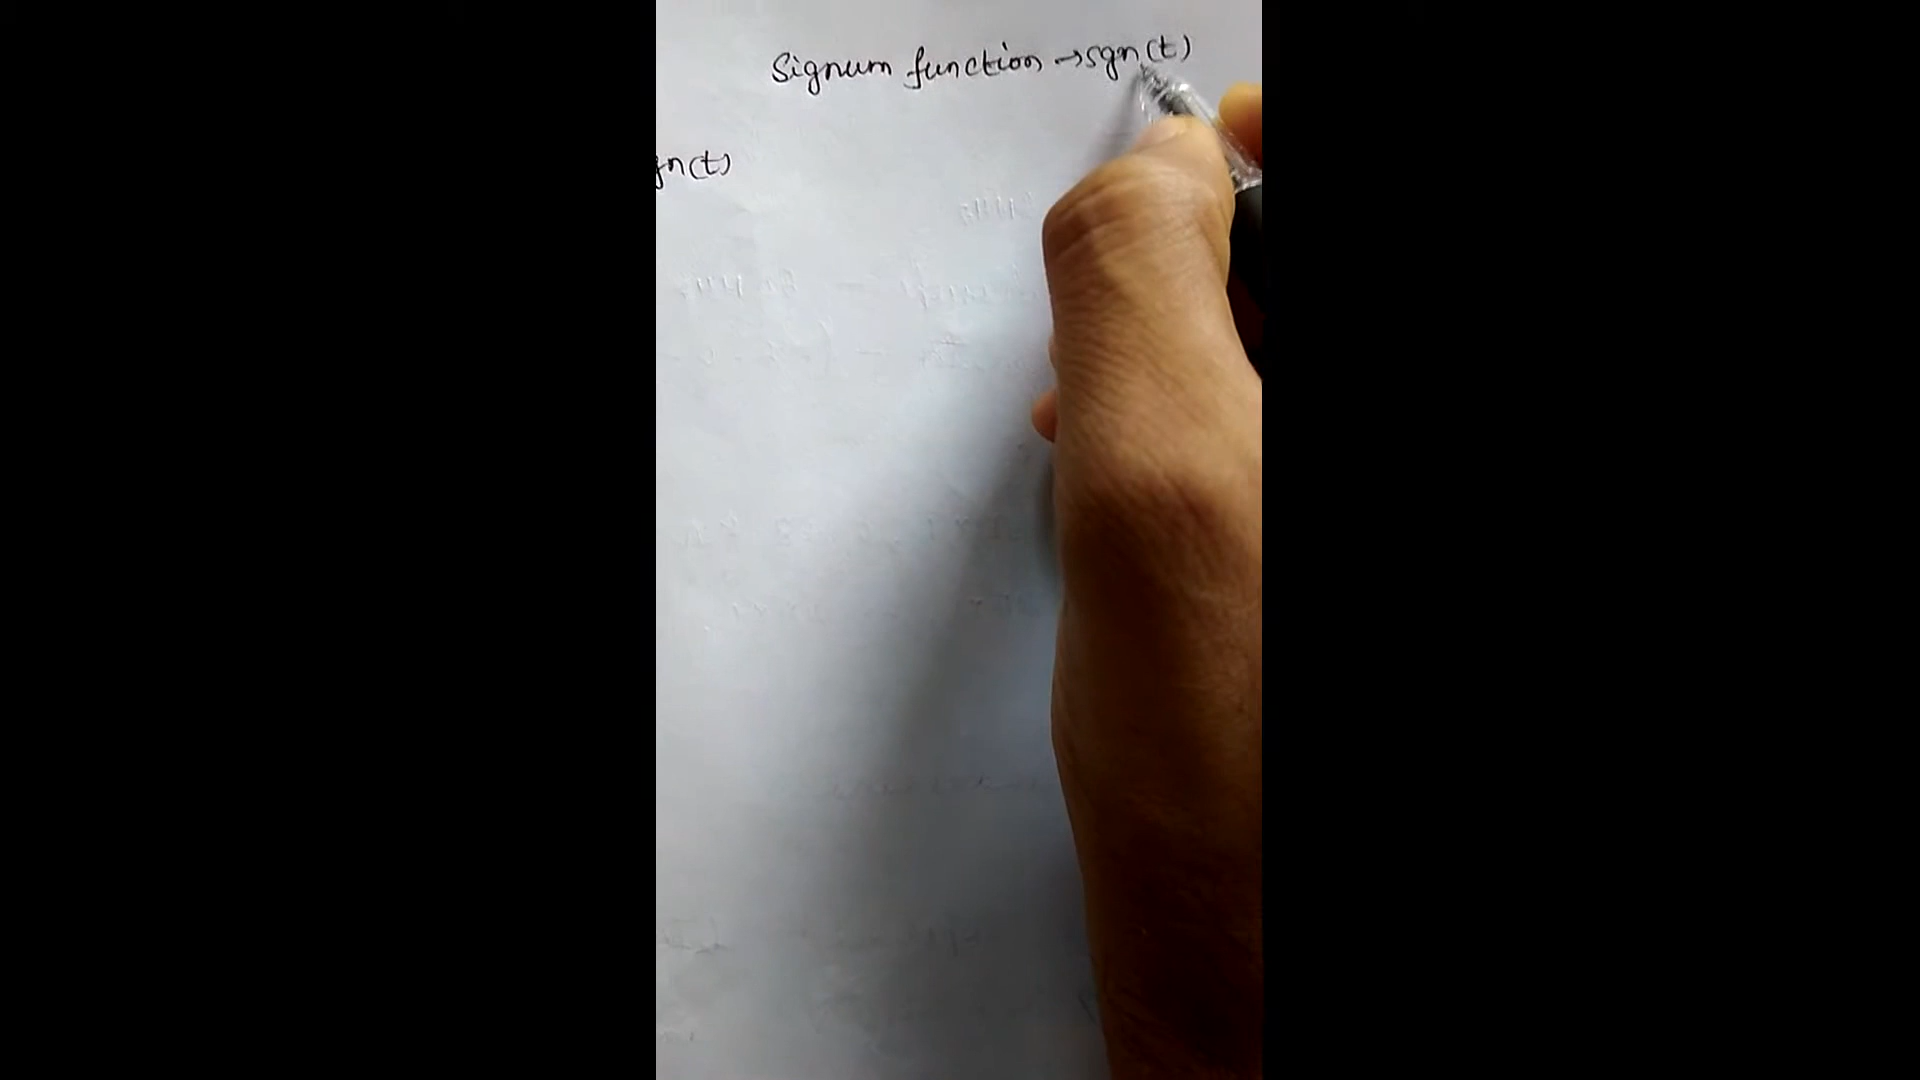 Signum function → sgn(t)
gn(t)